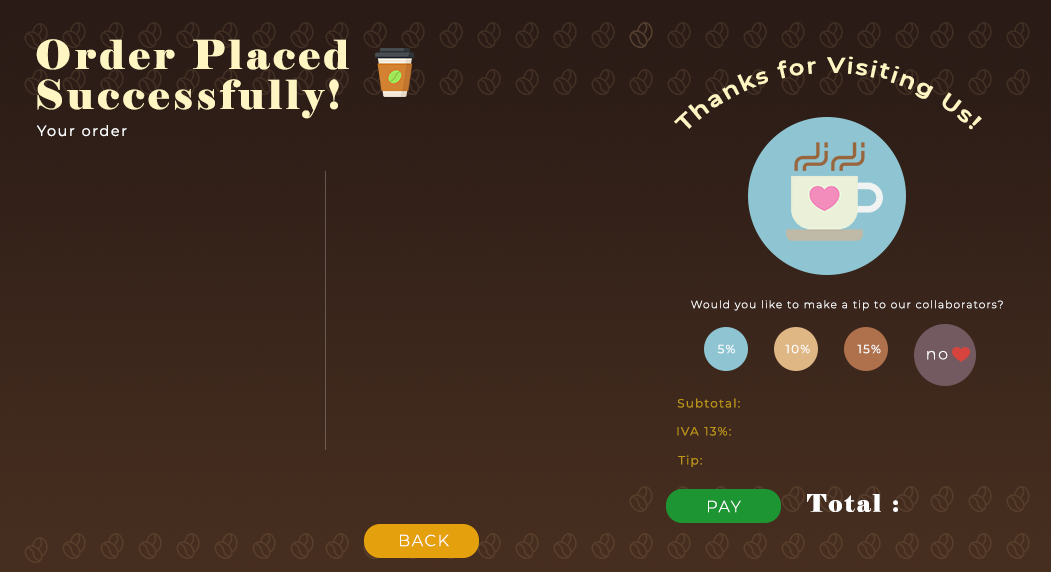 Order Placed
Successfully!
Your order
Thanks for Visiting Us!
Would you like to make a tip to our collaborators?
5%
10%
15%
no
Subtotal:
IVA 13%:
Tip:
PAY
Total :
BACK